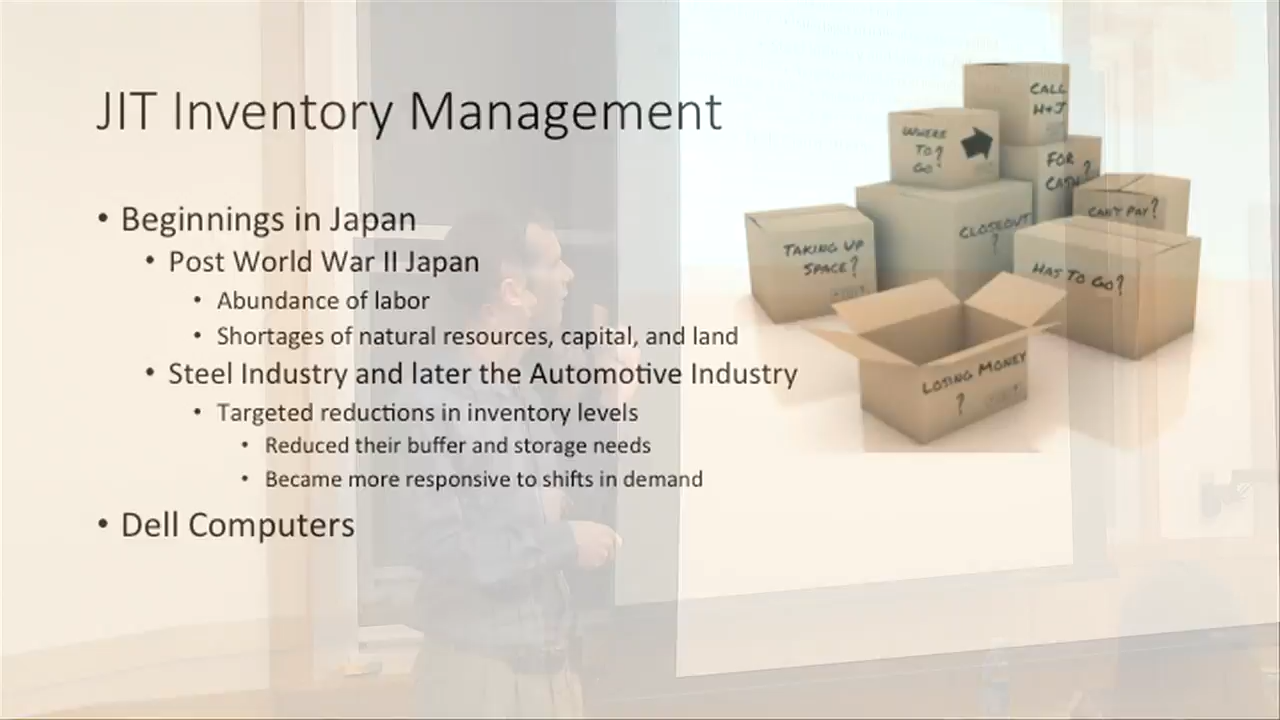 JIT Inventory Management
• Beginnings in Japan
• Post World War II Japan
• Abundance of labor
• Shortages of natural resources, capital, and land
• Steel Industry and later the Automotive Industry
• Targeted reductions in inventory levels
• Reduced their buffer and storage needs
• Became more responsive to shifts in demand
• Dell Computers
CALL
H+J
WHERE
TO?
GO?
FOR
CASH?
CAN'T PAY?
CLOSEOUT
?
TAKING UP
SPACE?
HAS TO GO?
LOSING MONEY
?